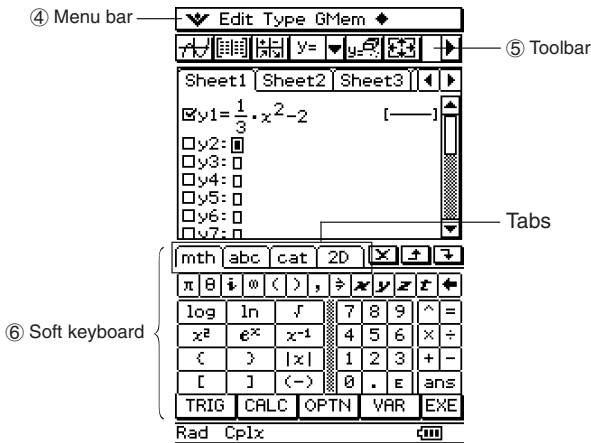 ④ Menu bar
Edit Type GMem ◆
y= ▼
⑤ Toolbar
Sheet1 Sheet2 Sheet3
y1=1/3·x²-2 [—]
y2:
y3:
y4:
y5:
y6:
y7:
Tabs
mth abc cat 2D
π θ i ∞ ( ) , ⇒ x y z t ←
⑥ Soft keyboard
log ln √ 7 8 9 ^ =
x² eˣ x⁻¹ 4 5 6 × ÷
( ) |x| 1 2 3 + −
[ ] (−) 0 . E ans
TRIG CALC OPTN VAR EXE
Rad Cplx